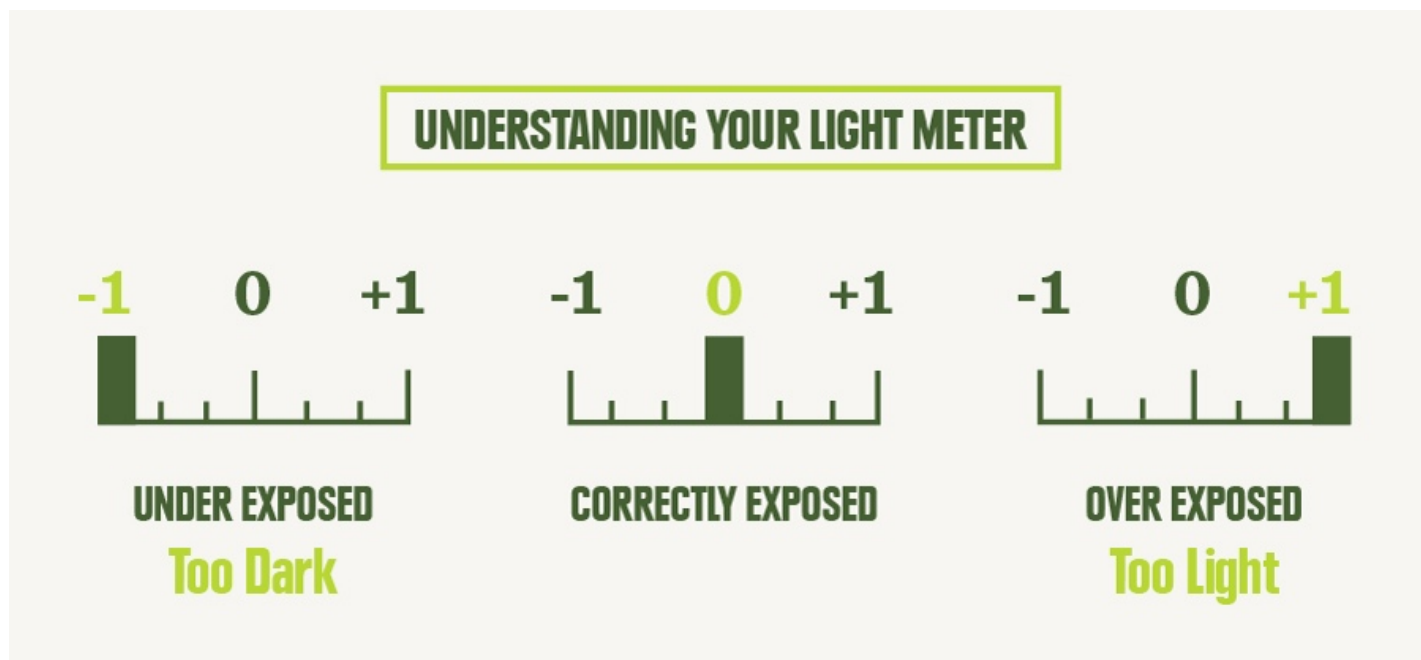 UNDERSTANDING YOUR LIGHT METER
-1 0 +1
UNDER EXPOSED
Too Dark
-1 0 +1
CORRECTLY EXPOSED
-1 0 +1
OVER EXPOSED
Too Light